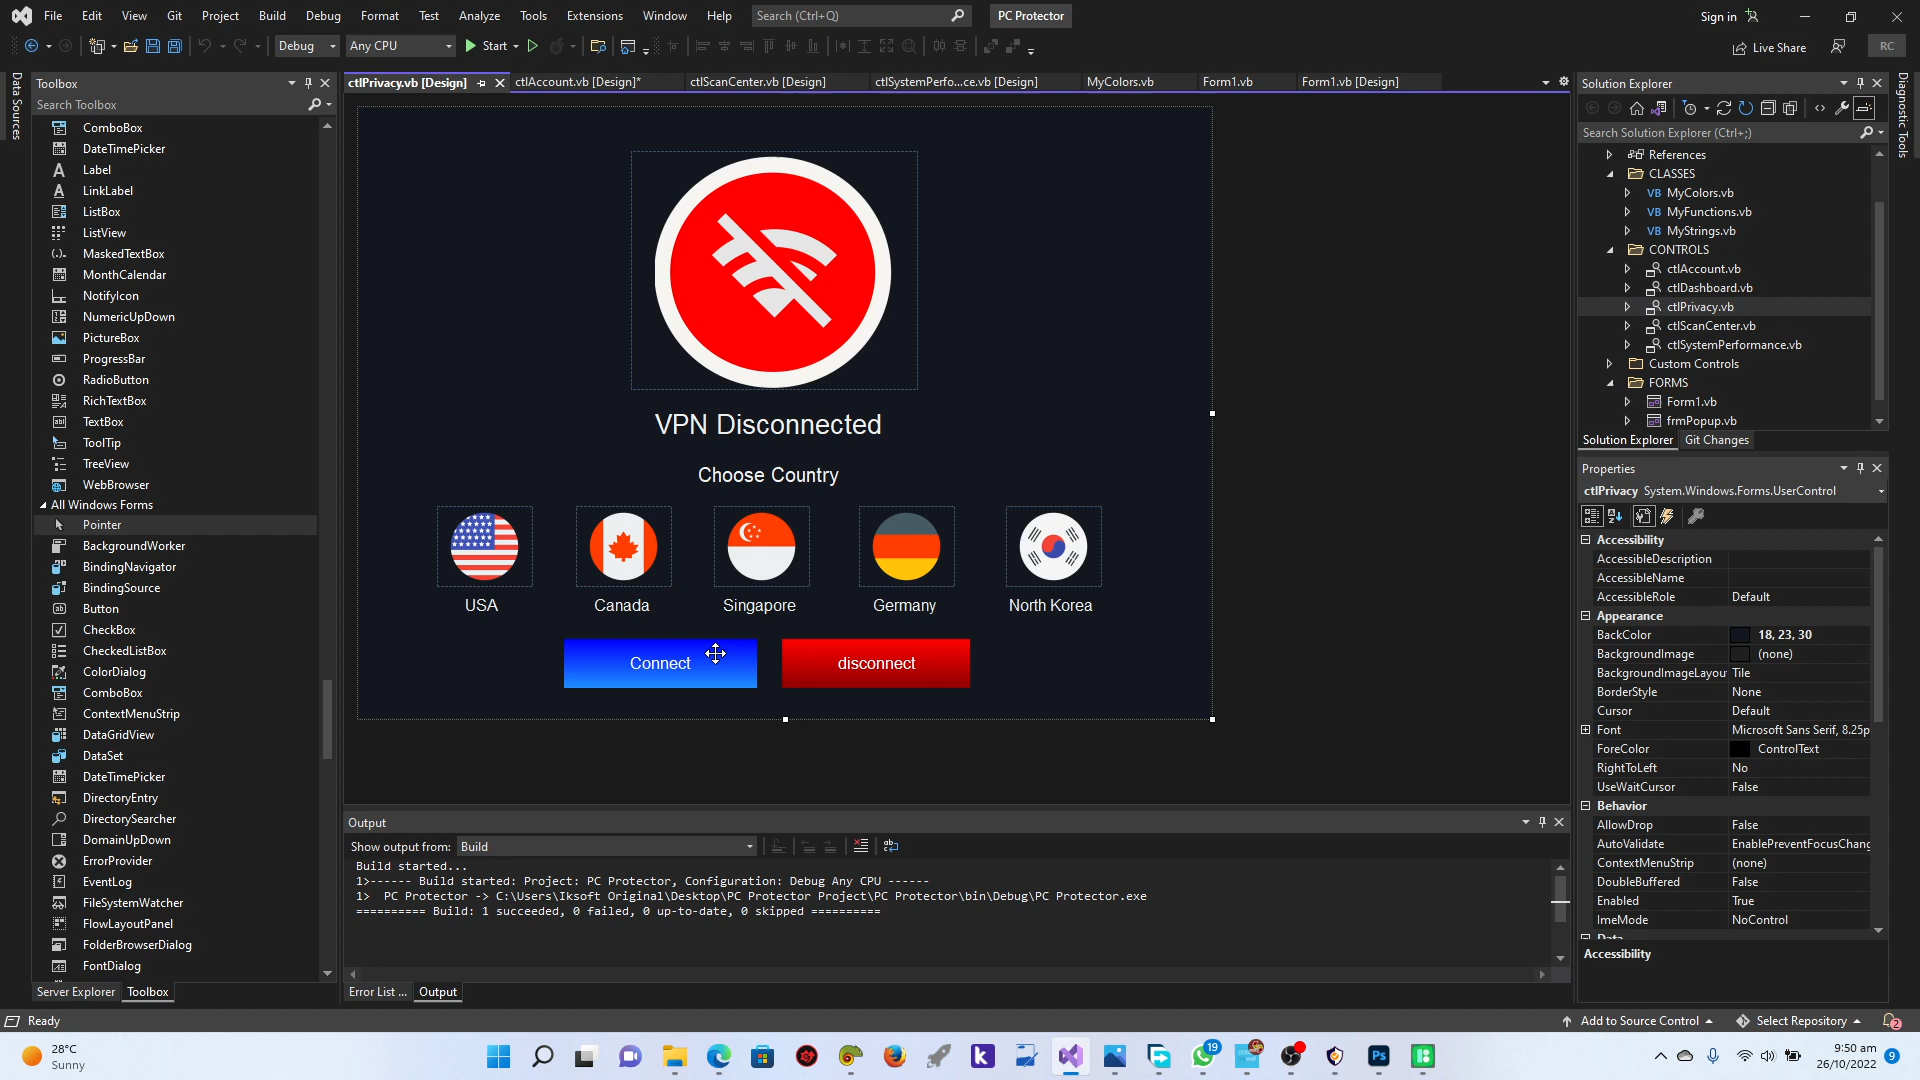 File Edit View Git Project Build Debug Format Test Analyze Tools Extensions Window Help Search (Ctrl+Q) PC Protector Sign in
Debug Any CPU Start Live Share RC
Data Sources
Toolbox
Search Toolbox
ComboBox
DateTimePicker
Label
LinkLabel
ListBox
ListView
MaskedTextBox
MonthCalendar
NotifyIcon
NumericUpDown
PictureBox
ProgressBar
RadioButton
RichTextBox
TextBox
ToolTip
TreeView
WebBrowser
All Windows Forms
Pointer
BackgroundWorker
BindingNavigator
BindingSource
Button
CheckBox
CheckedListBox
ColorDialog
ComboBox
ContextMenuStrip
DataGridView
DataSet
DateTimePicker
DirectoryEntry
DirectorySearcher
DomainUpDown
ErrorProvider
EventLog
FileSystemWatcher
FlowLayoutPanel
FolderBrowserDialog
FontDialog
Server Explorer Toolbox
ctlPrivacy.vb [Design] ctlAccount.vb [Design]* ctlScanCenter.vb [Design] ctlSystemPerfo...ce.vb [Design] MyColors.vb Form1.vb Form1.vb [Design]
VPN Disconnected
Choose Country
USA Canada Singapore Germany North Korea
Connect disconnect
Output
Show output from: Build
Build started...
1>------ Build started: Project: PC Protector, Configuration: Debug Any CPU ------
1>  PC Protector -> C:\Users\Iksoft Original\Desktop\PC Protector Project\PC Protector\bin\Debug\PC Protector.exe
========== Build: 1 succeeded, 0 failed, 0 up-to-date, 0 skipped ==========
Error List ... Output
Solution Explorer
Search Solution Explorer (Ctrl+;)
References
CLASSES
VB MyColors.vb
VB MyFunctions.vb
VB MyStrings.vb
CONTROLS
ctlAccount.vb
ctlDashboard.vb
ctlPrivacy.vb
ctlScanCenter.vb
ctlSystemPerformance.vb
Custom Controls
FORMS
Form1.vb
frmPopup.vb
Solution Explorer Git Changes
Properties
ctlPrivacy System.Windows.Forms.UserControl
Accessibility
AccessibleDescription
AccessibleName
AccessibleRole Default
Appearance
BackColor 18, 23, 30
BackgroundImage (none)
BackgroundImageLayou Tile
BorderStyle None
Cursor Default
Font Microsoft Sans Serif, 8.25p
ForeColor ControlText
RightToLeft No
UseWaitCursor False
Behavior
AllowDrop False
AutoValidate EnablePreventFocusChang
ContextMenuStrip (none)
DoubleBuffered False
Enabled True
ImeMode NoControl
Data
Accessibility
Diagnostic Tools
Ready Add to Source Control Select Repository 2
28°C
Sunny
19
Ps
9:50 am
26/10/2022
9